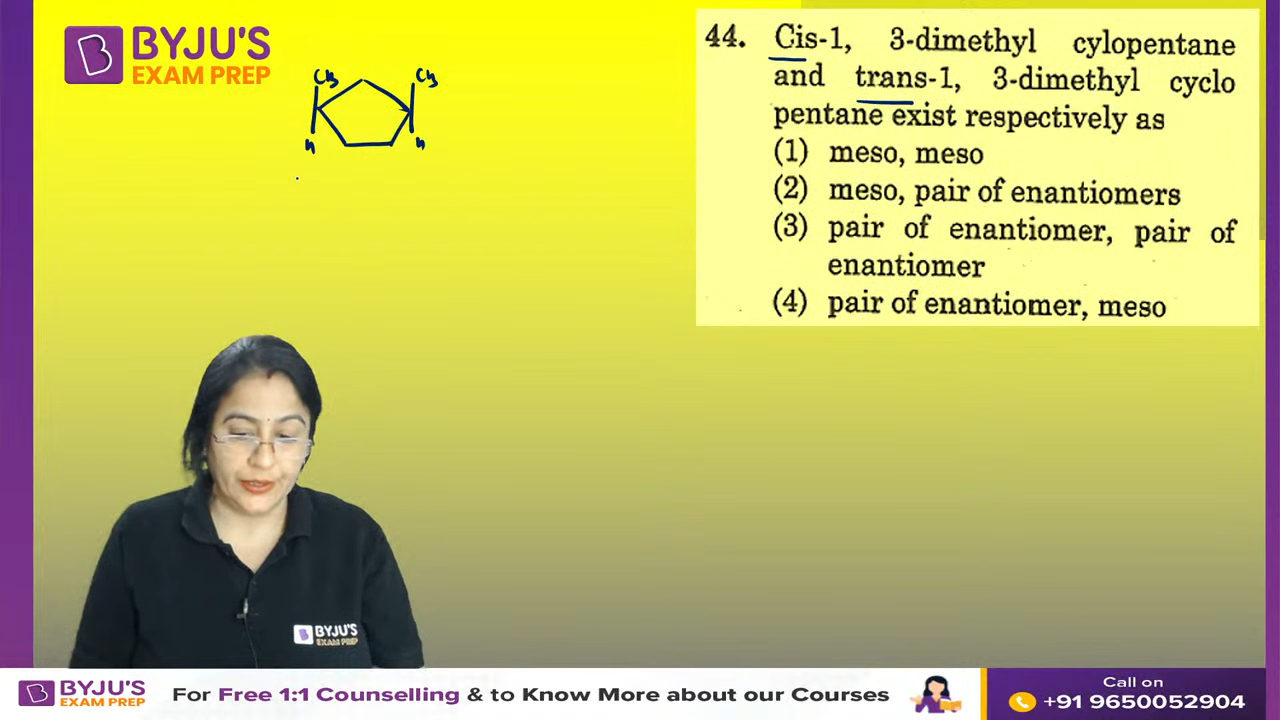 BYJU'S
EXAM PREP
CH3 CH3
H H
44. Cis-1, 3-dimethyl cylopentane
and trans-1, 3-dimethyl cyclo
pentane exist respectively as
(1) meso, meso
(2) meso, pair of enantiomers
(3) pair of enantiomer, pair of
enantiomer
(4) pair of enantiomer, meso
BYJU'S
EXAM PREP
BYJU'S
EXAM PREP
For Free 1:1 Counselling & to Know More about our Courses
Call on
+91 9650052904